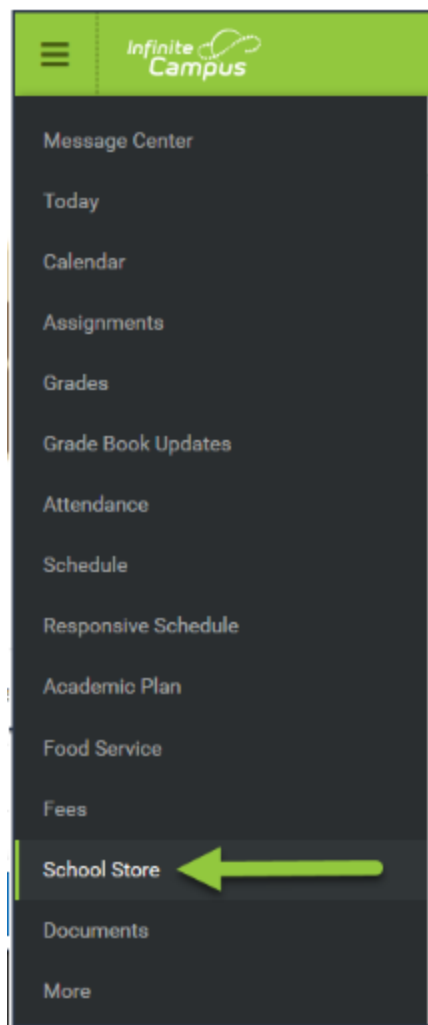 Infinite
Campus
Message Center
Today
Calendar
Assignments
Grades
Grade Book Updates
Attendance
Schedule
Responsive Schedule
Academic Plan
Food Service
Fees
School Store
Documents
More